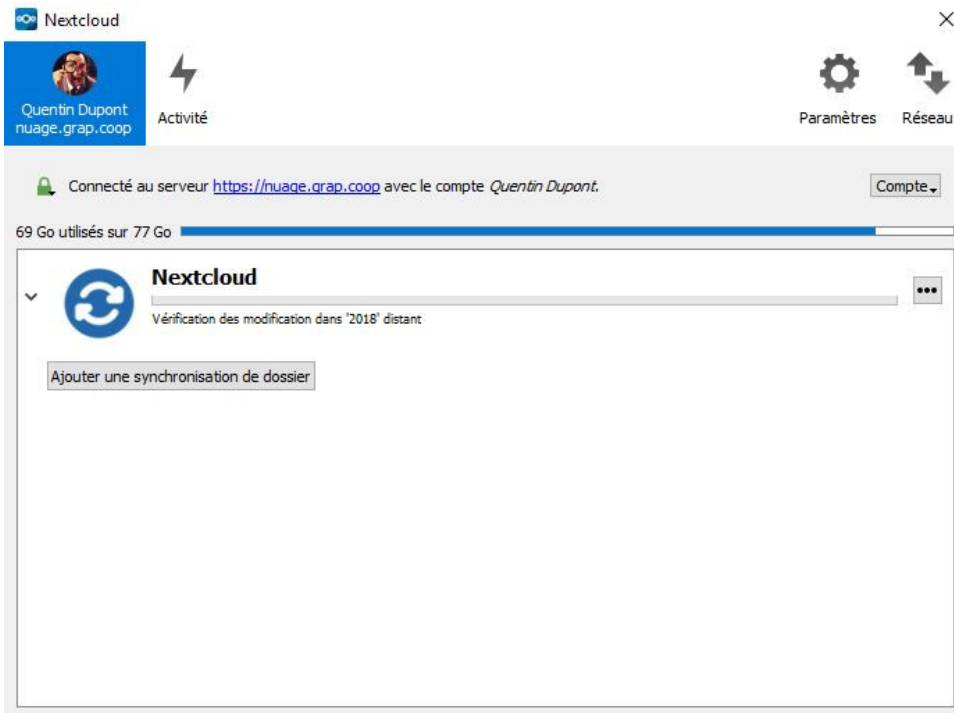 Nextcloud
Quentin Dupont
nuage.grap.coop
Activité
Paramètres
Réseau
Connecté au serveur https://nuage.grap.coop avec le compte Quentin Dupont.
Compte
69 Go utilisés sur 77 Go
Nextcloud
Vérification des modification dans '2018' distant
Ajouter une synchronisation de dossier